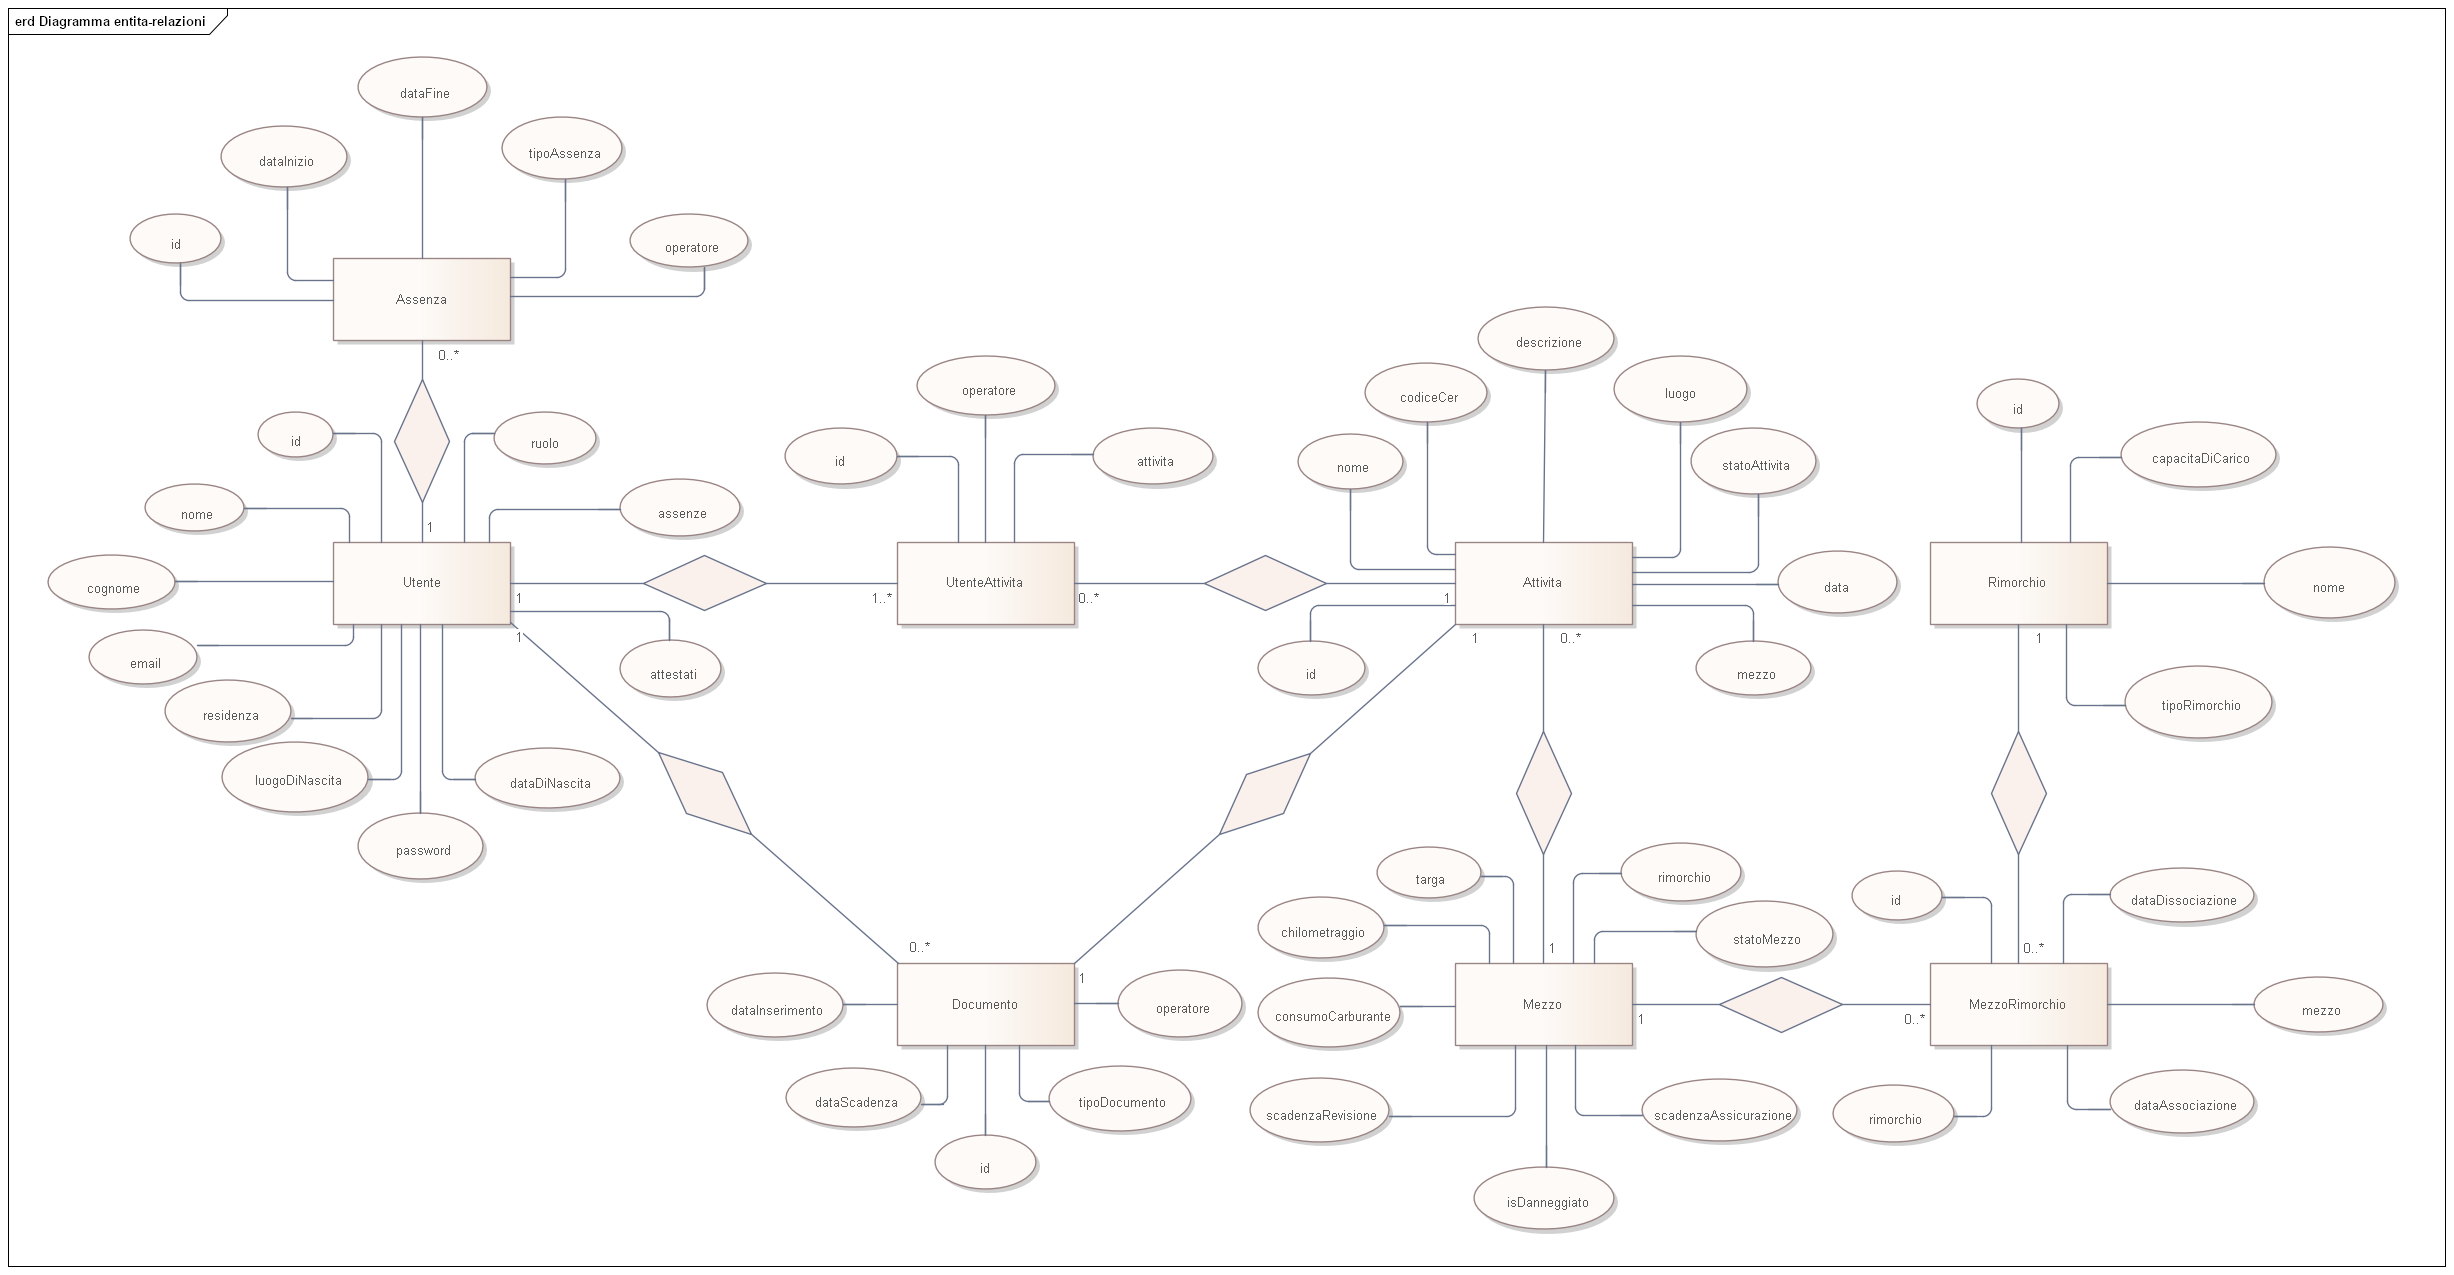 erd Diagramma entita-relazioni
dataFine
dataInizio
tipoAssenza
id
operatore
Assenza
0..*
id
ruolo
nome
assenze
1
cognome
Utente
1
1
email
attestati
residenza
luogoDiNascita
dataDiNascita
password
operatore
id
attivita
UtenteAttivita
1..*
0..*
descrizione
codiceCer
luogo
nome
statoAttivita
Attivita
data
1
1
0..*
id
mezzo
id
capacitaDiCarico
Rimorchio
nome
1
tipoRimorchio
0..*
1
dataInserimento
Documento
operatore
dataScadenza
tipoDocumento
id
targa
rimorchio
chilometraggio
statoMezzo
1
consumoCarburante
Mezzo
1
scadenzaRevisione
scadenzaAssicurazione
isDanneggiato
id
dataDissociazione
0..*
0..*
MezzoRimorchio
mezzo
rimorchio
dataAssociazione